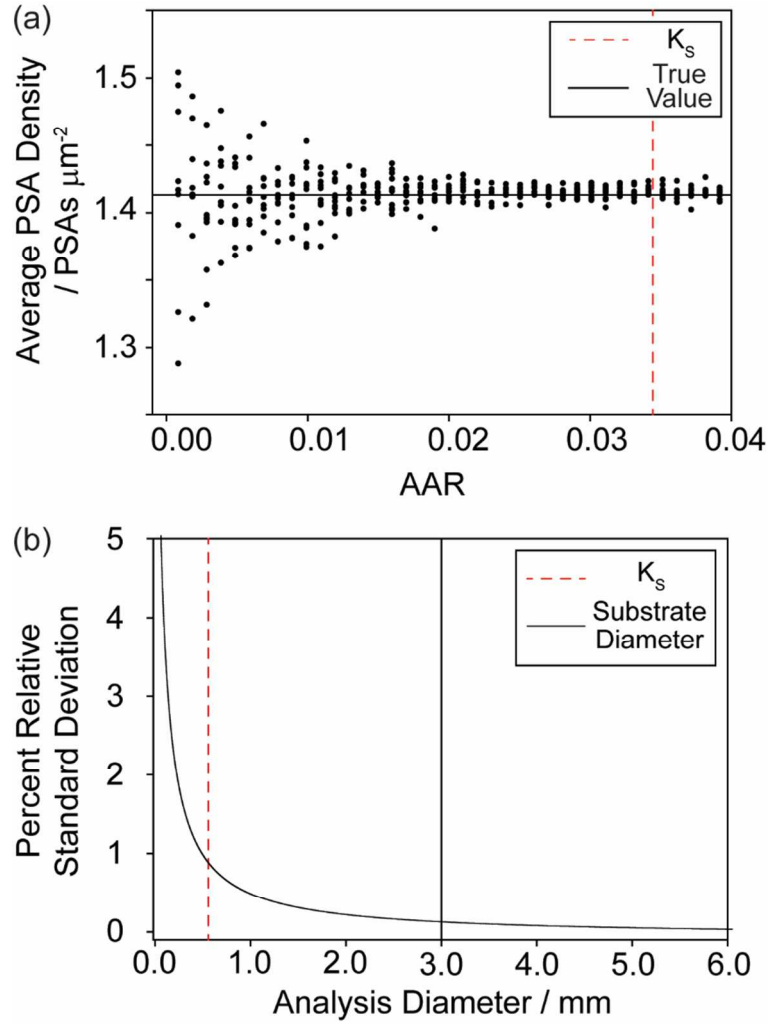 (a)
Average PSA Density
/ PSAs μm⁻²
1.5
1.4
1.3
K_S
True
Value
0.00 0.01 0.02 0.03 0.04
AAR
(b)
Percent Relative
Standard Deviation
5
4
3
2
1
0
K_S
Substrate
Diameter
0.0 1.0 2.0 3.0 4.0 5.0 6.0
Analysis Diameter / mm